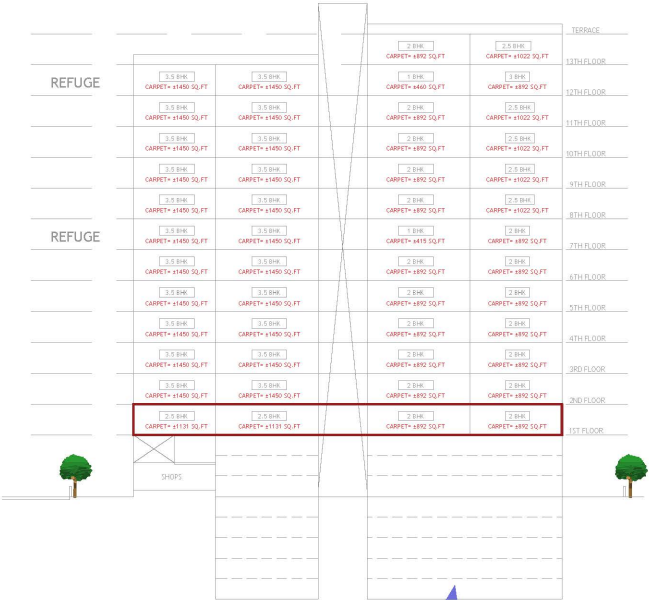 TERRACE
2 BHK 2.5 BHK
CARPET= ±892 SQ.FT CARPET= ±1022 SQ.FT
13TH FLOOR
3.5 BHK 3.5 BHK 1 BHK 3 BHK
REFUGE
CARPET= ±1450 SQ.FT CARPET= ±1450 SQ.FT CARPET= ±460 SQ.FT CARPET= ±892 SQ.FT
12TH FLOOR
3.5 BHK 3.5 BHK 2 BHK 2.5 BHK
CARPET= ±1450 SQ.FT CARPET= ±1450 SQ.FT CARPET= ±892 SQ.FT CARPET= ±1022 SQ.FT
11TH FLOOR
3.5 BHK 3.5 BHK 2 BHK 2.5 BHK
CARPET= ±1450 SQ.FT CARPET= ±1450 SQ.FT CARPET= ±892 SQ.FT CARPET= ±1022 SQ.FT
10TH FLOOR
3.5 BHK 3.5 BHK 2 BHK 2.5 BHK
CARPET= ±1450 SQ.FT CARPET= ±1450 SQ.FT CARPET= ±892 SQ.FT CARPET= ±1022 SQ.FT
9TH FLOOR
3.5 BHK 3.5 BHK 2 BHK 2.5 BHK
CARPET= ±1450 SQ.FT CARPET= ±1450 SQ.FT CARPET= ±892 SQ.FT CARPET= ±1022 SQ.FT
8TH FLOOR
3.5 BHK 3.5 BHK 1 BHK 2 BHK
REFUGE
CARPET= ±1450 SQ.FT CARPET= ±1450 SQ.FT CARPET= ±415 SQ.FT CARPET= ±892 SQ.FT
7TH FLOOR
3.5 BHK 3.5 BHK 2 BHK 2 BHK
CARPET= ±1450 SQ.FT CARPET= ±1450 SQ.FT CARPET= ±892 SQ.FT CARPET= ±892 SQ.FT
6TH FLOOR
3.5 BHK 3.5 BHK 2 BHK 2 BHK
CARPET= ±1450 SQ.FT CARPET= ±1450 SQ.FT CARPET= ±892 SQ.FT CARPET= ±892 SQ.FT
5TH FLOOR
3.5 BHK 3.5 BHK 2 BHK 2 BHK
CARPET= ±1450 SQ.FT CARPET= ±1450 SQ.FT CARPET= ±892 SQ.FT CARPET= ±892 SQ.FT
4TH FLOOR
3.5 BHK 3.5 BHK 2 BHK 2 BHK
CARPET= ±1450 SQ.FT CARPET= ±1450 SQ.FT CARPET= ±892 SQ.FT CARPET= ±892 SQ.FT
3RD FLOOR
3.5 BHK 3.5 BHK 2 BHK 2 BHK
CARPET= ±1450 SQ.FT CARPET= ±1450 SQ.FT CARPET= ±892 SQ.FT CARPET= ±892 SQ.FT
2ND FLOOR
2.5 BHK 2.5 BHK 2 BHK 2 BHK
CARPET= ±1131 SQ.FT CARPET= ±1131 SQ.FT CARPET= ±892 SQ.FT CARPET= ±892 SQ.FT
1ST FLOOR
SHOPS